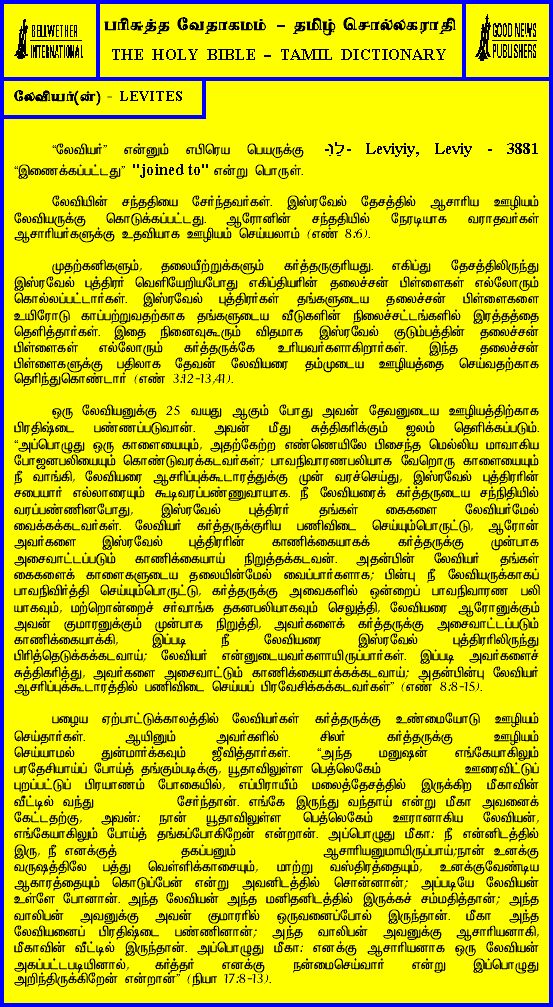 BELLWETHER
INTERNATIONAL
பரிசுத்த வேதாகமம் – தமிழ் சொல்லகராதி
THE HOLY BIBLE – TAMIL DICTIONARY
GOOD NEWS
PUBLISHERS
லேவியர்(ன்) - LEVITES
“லேவியர்” என்னும் எபிரெய பெயருக்கு -לוי- Leviyiy, Leviy - 3881
“இணைக்கப்பட்டது” "joined to" என்று பொருள்.
லேவியின் சந்ததியை சேர்ந்தவர்கள். இஸ்ரவேல் தேசத்தில் ஆசாரிய ஊழியம்
லேவியருக்கு கொடுக்கப்பட்டது. ஆரோனின் சந்ததியில் நேரடியாக வராதவர்கள்
ஆசாரியர்களுக்கு உதவியாக ஊழியம் செய்யலாம் (எண் 8:6).
முதற்கனிகளும், தலையீற்றுக்களும் கர்த்தருகுரியது. எகிப்து தேசத்திலிருந்து
இஸ்ரவேல் புத்திரர் வெளியேறியபோது எகிப்தியரின் தலைச்சன் பிள்ளைகள் எல்லோரும்
கொல்லப்பட்டார்கள். இஸ்ரவேல் புத்திரர்கள் தங்களுடைய தலைச்சன் பிள்ளைகளை
உயிரோடு காப்பற்றுவதற்காக தங்களுடைய வீடுகளின் நிலைச்சட்டங்களில் இரத்தத்தை
தெளித்தார்கள். இதை நினைவுகூரும் விதமாக இஸ்ரவேல் குடும்பத்தின் தலைச்சன்
பிள்ளைகள் எல்லோரும் கர்த்தருக்கே உரியவர்களாகிறார்கள். இந்த தலைச்சன்
பிள்ளைகளுக்கு பதிலாக தேவன் லேவியரை தம்முடைய ஊழியத்தை செய்வதற்காக
தெரிந்துகொண்டார் (எண் 3:12-13,41).
ஒரு லேவியனுக்கு 25 வயது ஆகும் போது அவன் தேவனுடைய ஊழியத்திற்காக
பிரதிஷ்டை பண்ணப்படுவான். அவன் மீது சுத்திகரிக்கும் ஜலம் தெளிக்கப்படும்.
“அப்பொழுது ஒரு காளையையும், அதற்கேற்ற எண்ணெயிலே பிசைந்த மெல்லிய மாவாகிய
போஜனபலியையும் கொண்டுவரக்கடவர்கள்; பாவநிவாரணபலியாக வேறொரு காளையையும்
நீ வாங்கி, லேவியரை ஆசரிப்புக்கூடாரத்துக்கு முன் வரச்செய்து, இஸ்ரவேல் புத்திரரின்
சபையார் எல்லாரையும் கூடிவரப்பண்ணுவாயாக. நீ லேவியரைக் கர்த்தருடைய சந்நிதியில்
வரப்பண்ணினபோது, இஸ்ரவேல் புத்திரர் தங்கள் கைகளை லேவியர்மேல்
வைக்கக்கடவர்கள். லேவியர் கர்த்தருக்குரிய பணிவிடை செய்யும்பொருட்டு, ஆரோன்
அவர்களை இஸ்ரவேல் புத்திரரின் காணிக்கையாகக் கர்த்தருக்கு முன்பாக
அசைவாட்டப்படும் காணிக்கையாய் நிறுத்தக்கடவன். அதன்பின் லேவியர் தங்கள்
கைகளைக் காளைகளுடைய தலையின்மேல் வைப்பார்களாக; பின்பு நீ லேவியருக்காகப்
பாவநிவிர்த்தி செய்யும்பொருட்டு, கர்த்தருக்கு அவைகளில் ஒன்றைப் பாவநிவாரண பலி
யாகவும், மற்றொன்றைச் சர்வாங்க தகனபலியாகவும் செலுத்தி, லேவியரை ஆரோனுக்கும்
அவன் குமாரனுக்கும் முன்பாக நிறுத்தி, அவர்களைக் கர்த்தருக்கு அசைவாட்டப்படும்
காணிக்கையாக்கி, இப்படி நீ லேவியரை இஸ்ரவேல் புத்திரரிலிருந்து
பிரித்தெடுக்கக்கடவாய்; லேவியர் என்னுடையவர்களாயிருப்பார்கள். இப்படி அவர்களைச்
சுத்திகரித்து, அவர்களை அசைவாட்டும் காணிக்கையாக்கக்கடவாய்; அதன்பின்பு லேவியர்
ஆசரிப்புக்கூடாரத்தில் பணிவிடை செய்யப் பிரவேசிக்கக்கடவர்கள்” (எண் 8:8-15).
பழைய ஏற்பாட்டுக்காலத்தில் லேவியர்கள் கர்த்தருக்கு உண்மையோடு ஊழியம்
செய்தார்கள். ஆயினும் அவர்களில் சிலர் கர்த்தருக்கு ஊழியம்
செய்யாமல் துன்மார்க்கவும் ஜீவித்தார்கள். “அந்த மனுஷன் எங்கேயாகிலும்
பரதேசியாய்ப் போய்த் தங்கும்படிக்கு, யூதாவிலுள்ள பெத்லெகேம் ஊரைவிட்டுப்
புறப்பட்டுப் பிரயாணம் போகையில், எப்பிராயீம் மலைத்தேசத்தில் இருக்கிற மீகாவின்
வீட்டில் வந்து சேர்ந்தான். எங்கே இருந்து வந்தாய் என்று மீகா அவனைக்
கேட்டதற்கு, அவன்: நான் யூதாவிலுள்ள பெத்லெகேம் ஊரானாகிய லேவியன்,
எங்கேயாகிலும் போய்த் தங்கப்போகிறேன் என்றான். அப்பொழுது மீகா: நீ என்னிடத்தில்
இரு, நீ எனக்குத் தகப்பனும் ஆசாரியனுமாயிருப்பாய்;நான் உனக்கு
வருஷத்திலே பத்து வெள்ளிக்காசையும், மாற்று வஸ்திரத்தையும், உனக்குவேண்டிய
ஆகாரத்தையும் கொடுப்பேன் என்று அவனிடத்தில் சொன்னான்; அப்படியே லேவியன்
உள்ளே போனான். அந்த லேவியன் அந்த மனிதனிடத்தில் இருக்கச் சம்மதித்தான்; அந்த
வாலிபன் அவனுக்கு அவன் குமாரரில் ஒருவனைப்போல் இருந்தான். மீகா அந்த
லேவியனைப் பிரதிஷ்டை பண்ணினான்; அந்த வாலிபன் அவனுக்கு ஆசாரியனாகி,
மீகாவின் வீட்டில் இருந்தான். அப்பொழுது மீகா: எனக்கு ஆசாரியனாக ஒரு லேவியன்
அகப்பட்டபடியினால், கர்த்தர் எனக்கு நன்மைசெய்வார் என்று இப்பொழுது
அறிந்திருக்கிறேன் என்றான்” (நியா 17:8-13).